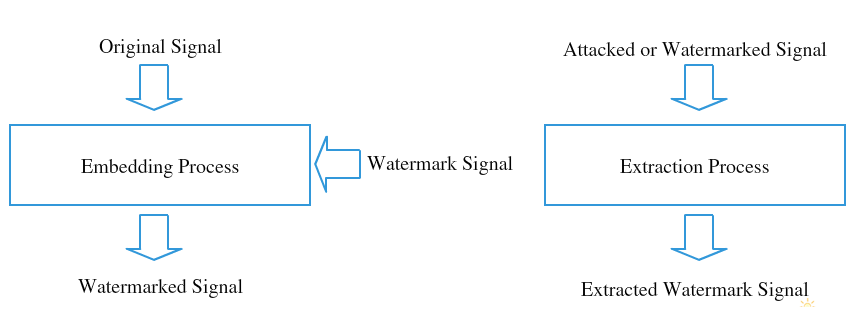 Original Signal
Embedding Process
Watermark Signal
Watermarked Signal
Attacked or Watermarked Signal
Extraction Process
Extracted Watermark Signal